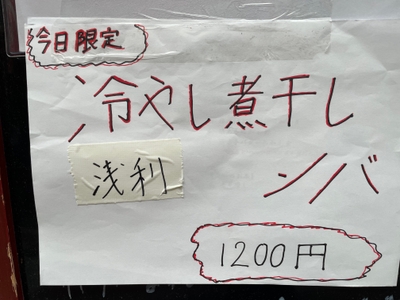 今日限定
冷やし煮干し
浅利
ソバ
1200円